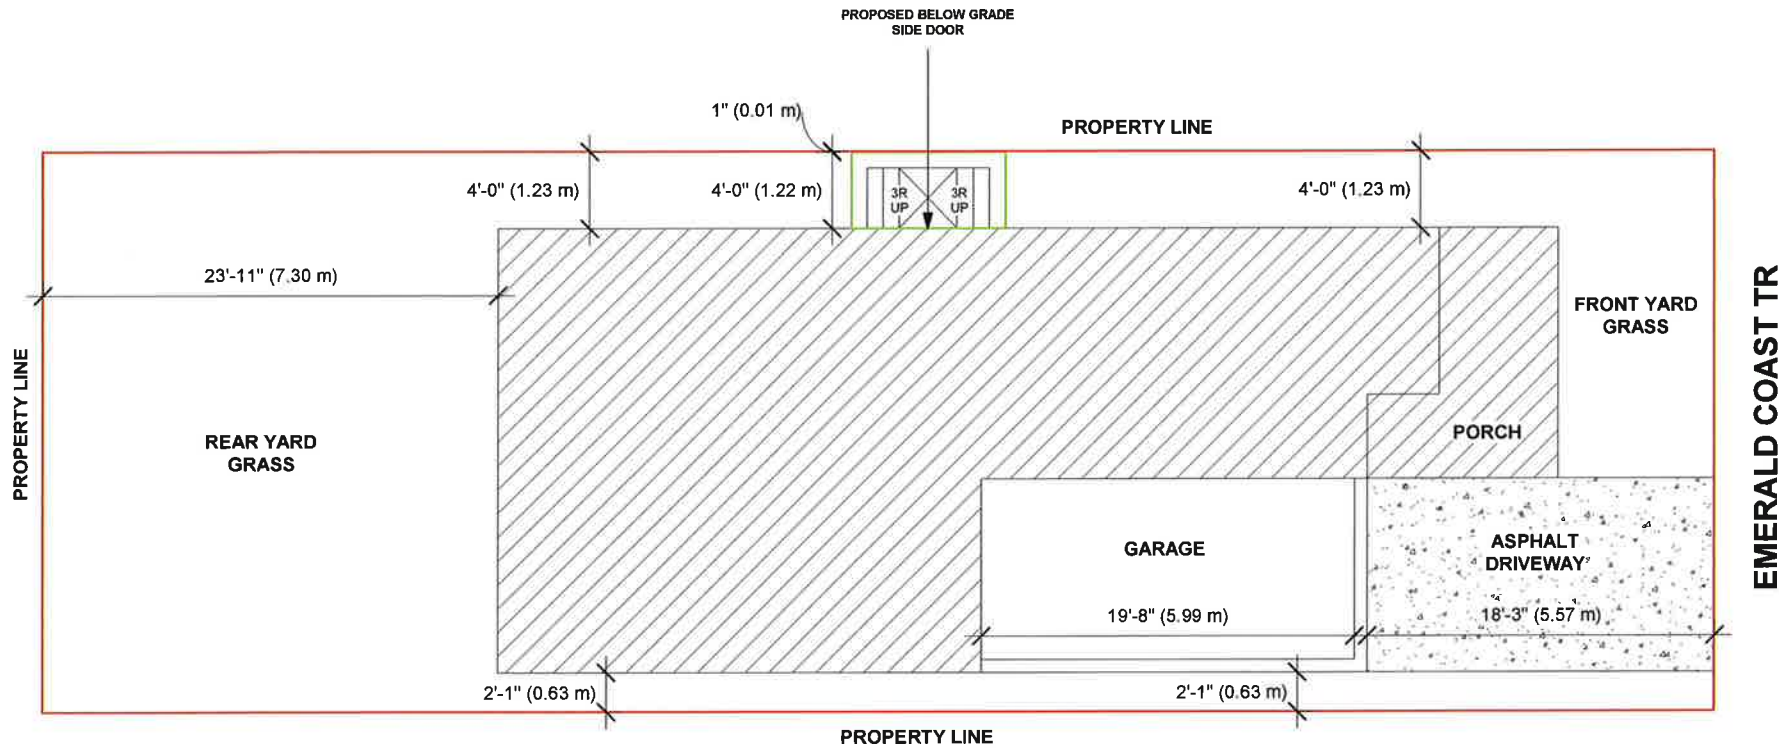 PROPOSED BELOW GRADE
SIDE DOOR
1" (0.01 m)
PROPERTY LINE
4'-0" (1.23 m)
4'-0" (1.22 m)
3R
UP
3R
UP
4'-0" (1.23 m)
23'-11" (7.30 m)
FRONT YARD
GRASS
EMERALD COAST TR
PROPERTY LINE
REAR YARD
GRASS
PORCH
GARAGE
ASPHALT
DRIVEWAY
19'-8" (5.99 m)
18'-3" (5.57 m)
2'-1" (0.63 m)
2'-1" (0.63 m)
PROPERTY LINE